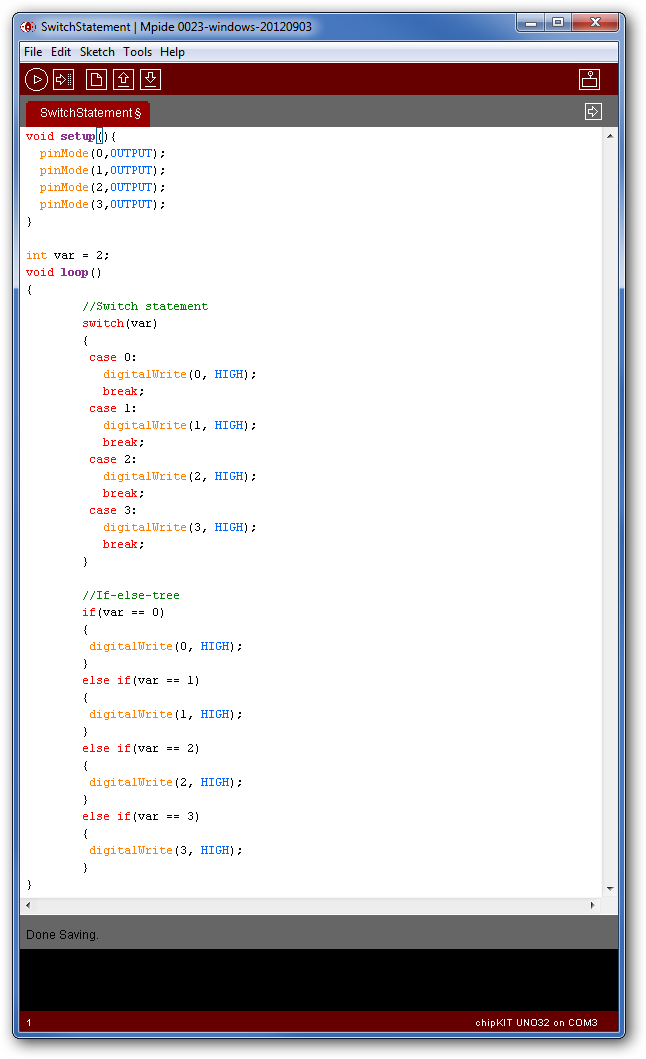 SwitchStatement | Mpide 0023-windows-20120903
File Edit Sketch Tools Help
SwitchStatement §
void setup(){
  pinMode(0,OUTPUT);
  pinMode(1,OUTPUT);
  pinMode(2,OUTPUT);
  pinMode(3,OUTPUT);
}

int var = 2;
void loop()
{
        //Switch statement
        switch(var)
        {
         case 0:
           digitalWrite(0, HIGH);
           break;
         case 1:
           digitalWrite(1, HIGH);
           break;
         case 2:
           digitalWrite(2, HIGH);
           break;
         case 3:
           digitalWrite(3, HIGH);
           break;
        }

        //If-else-tree
        if(var == 0)
        {
         digitalWrite(0, HIGH);
        }
        else if(var == 1)
        {
         digitalWrite(1, HIGH);
        }
        else if(var == 2)
        {
         digitalWrite(2, HIGH);
        }
        else if(var == 3)
        {
         digitalWrite(3, HIGH);
        }
}
Done Saving.
1 chipKIT UNO32 on COM3